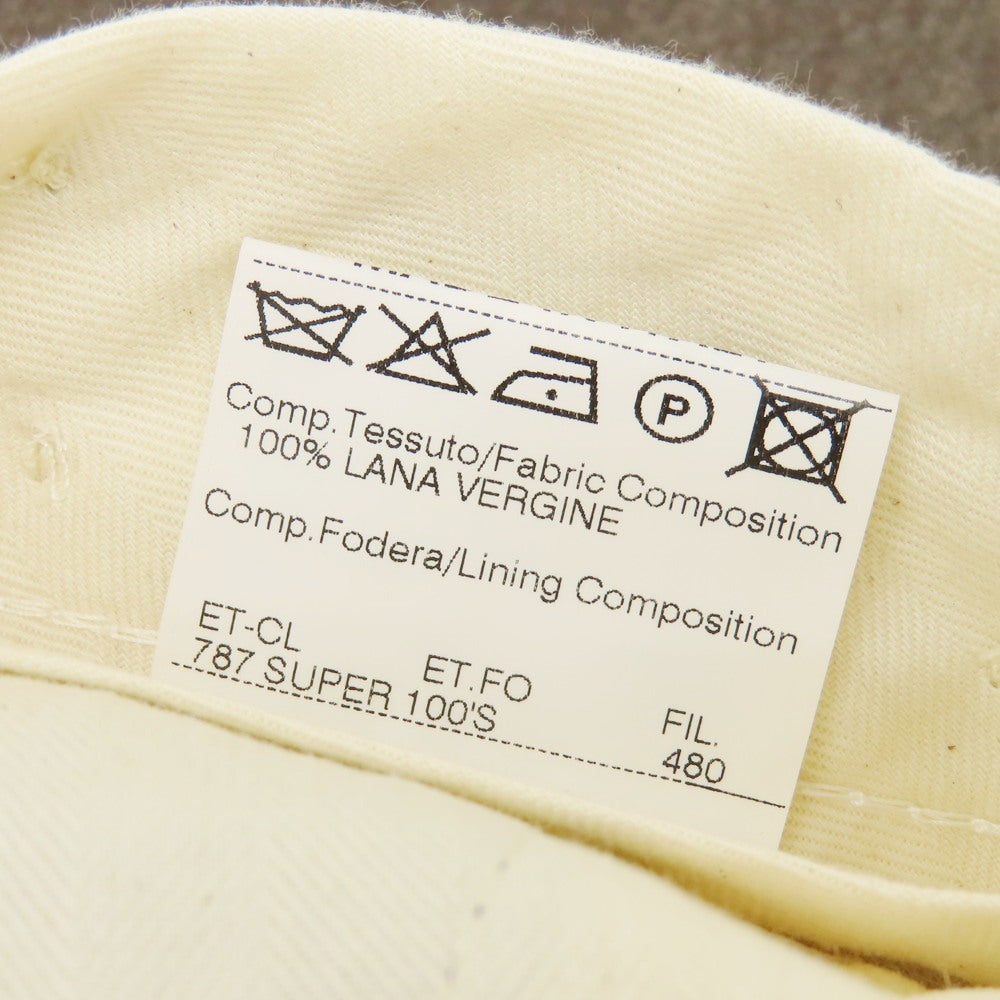 P
Comp.Tessuto/Fabric Composition
100% LANA VERGINE
Comp.Fodera/Lining Composition
ET-CL ET.FO FIL.
787 SUPER 100'S 480